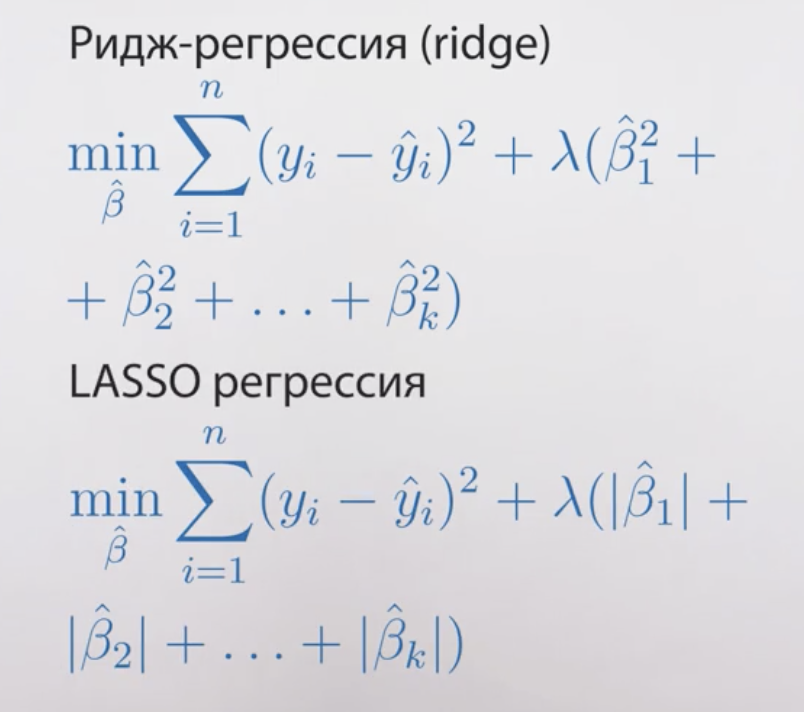 Ридж-регрессия (ridge)
$\min_{\hat{\beta}} \sum_{i=1}^{n} (y_i - \hat{y}_i)^2 + \lambda(\hat{\beta}_1^2 +$
$+ \hat{\beta}_2^2 + \ldots + \hat{\beta}_k^2)$
LASSO регрессия
$\min_{\hat{\beta}} \sum_{i=1}^{n} (y_i - \hat{y}_i)^2 + \lambda(|\hat{\beta}_1| +$
$|\hat{\beta}_2| + \ldots + |\hat{\beta}_k|)$